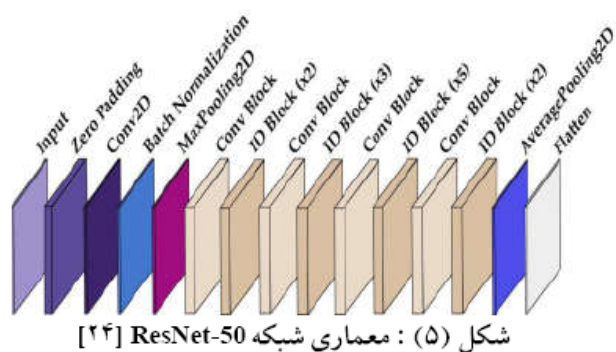 Input
Zero Padding
Conv2D
Batch Normalization
MaxPooling2D
Conv Block
ID Block (x2)
Conv Block
ID Block (x3)
Conv Block
ID Block (x5)
Conv Block
ID Block (x2)
AveragePooling2D
Flatten
شکل (۵) : معماری شبکه ResNet-50 [۲۴]